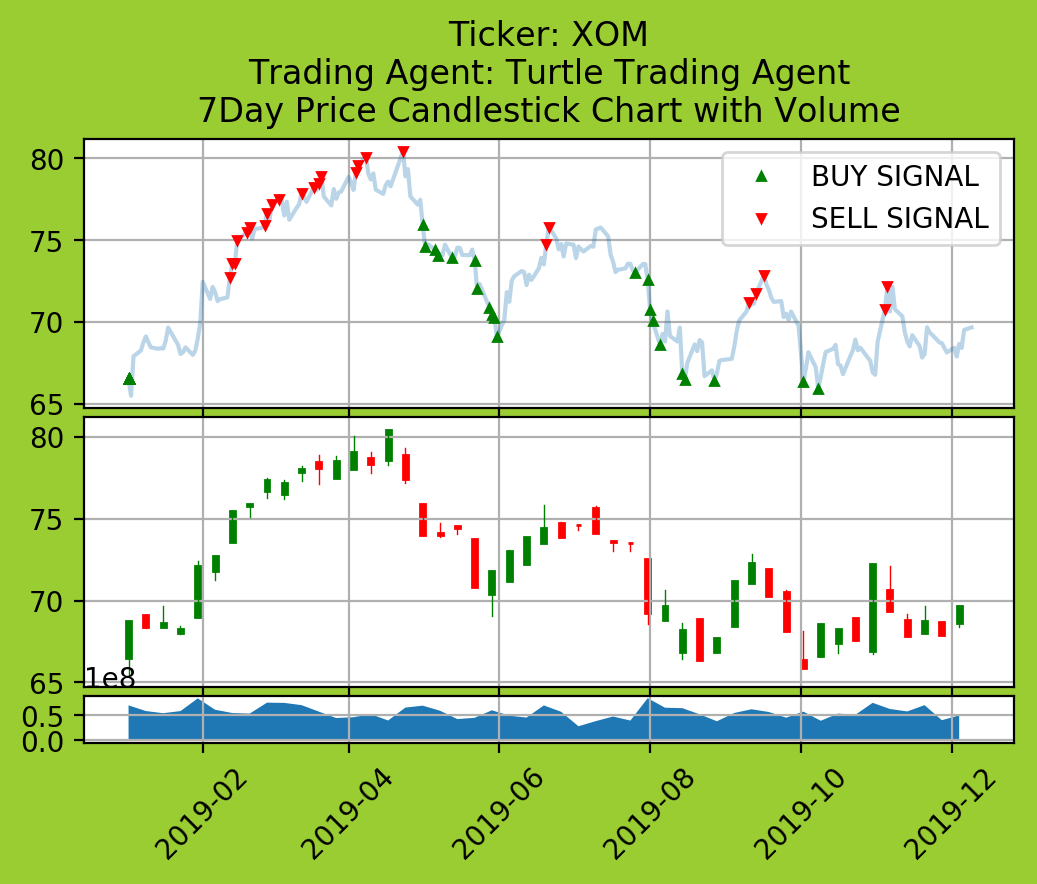 Ticker: XOM
Trading Agent: Turtle Trading Agent
7Day Price Candlestick Chart with Volume
80
75
70
65
BUY SIGNAL
SELL SIGNAL
80
75
70
65
1e8
0.5
0.0
2019-02
2019-04
2019-06
2019-08
2019-10
2019-12